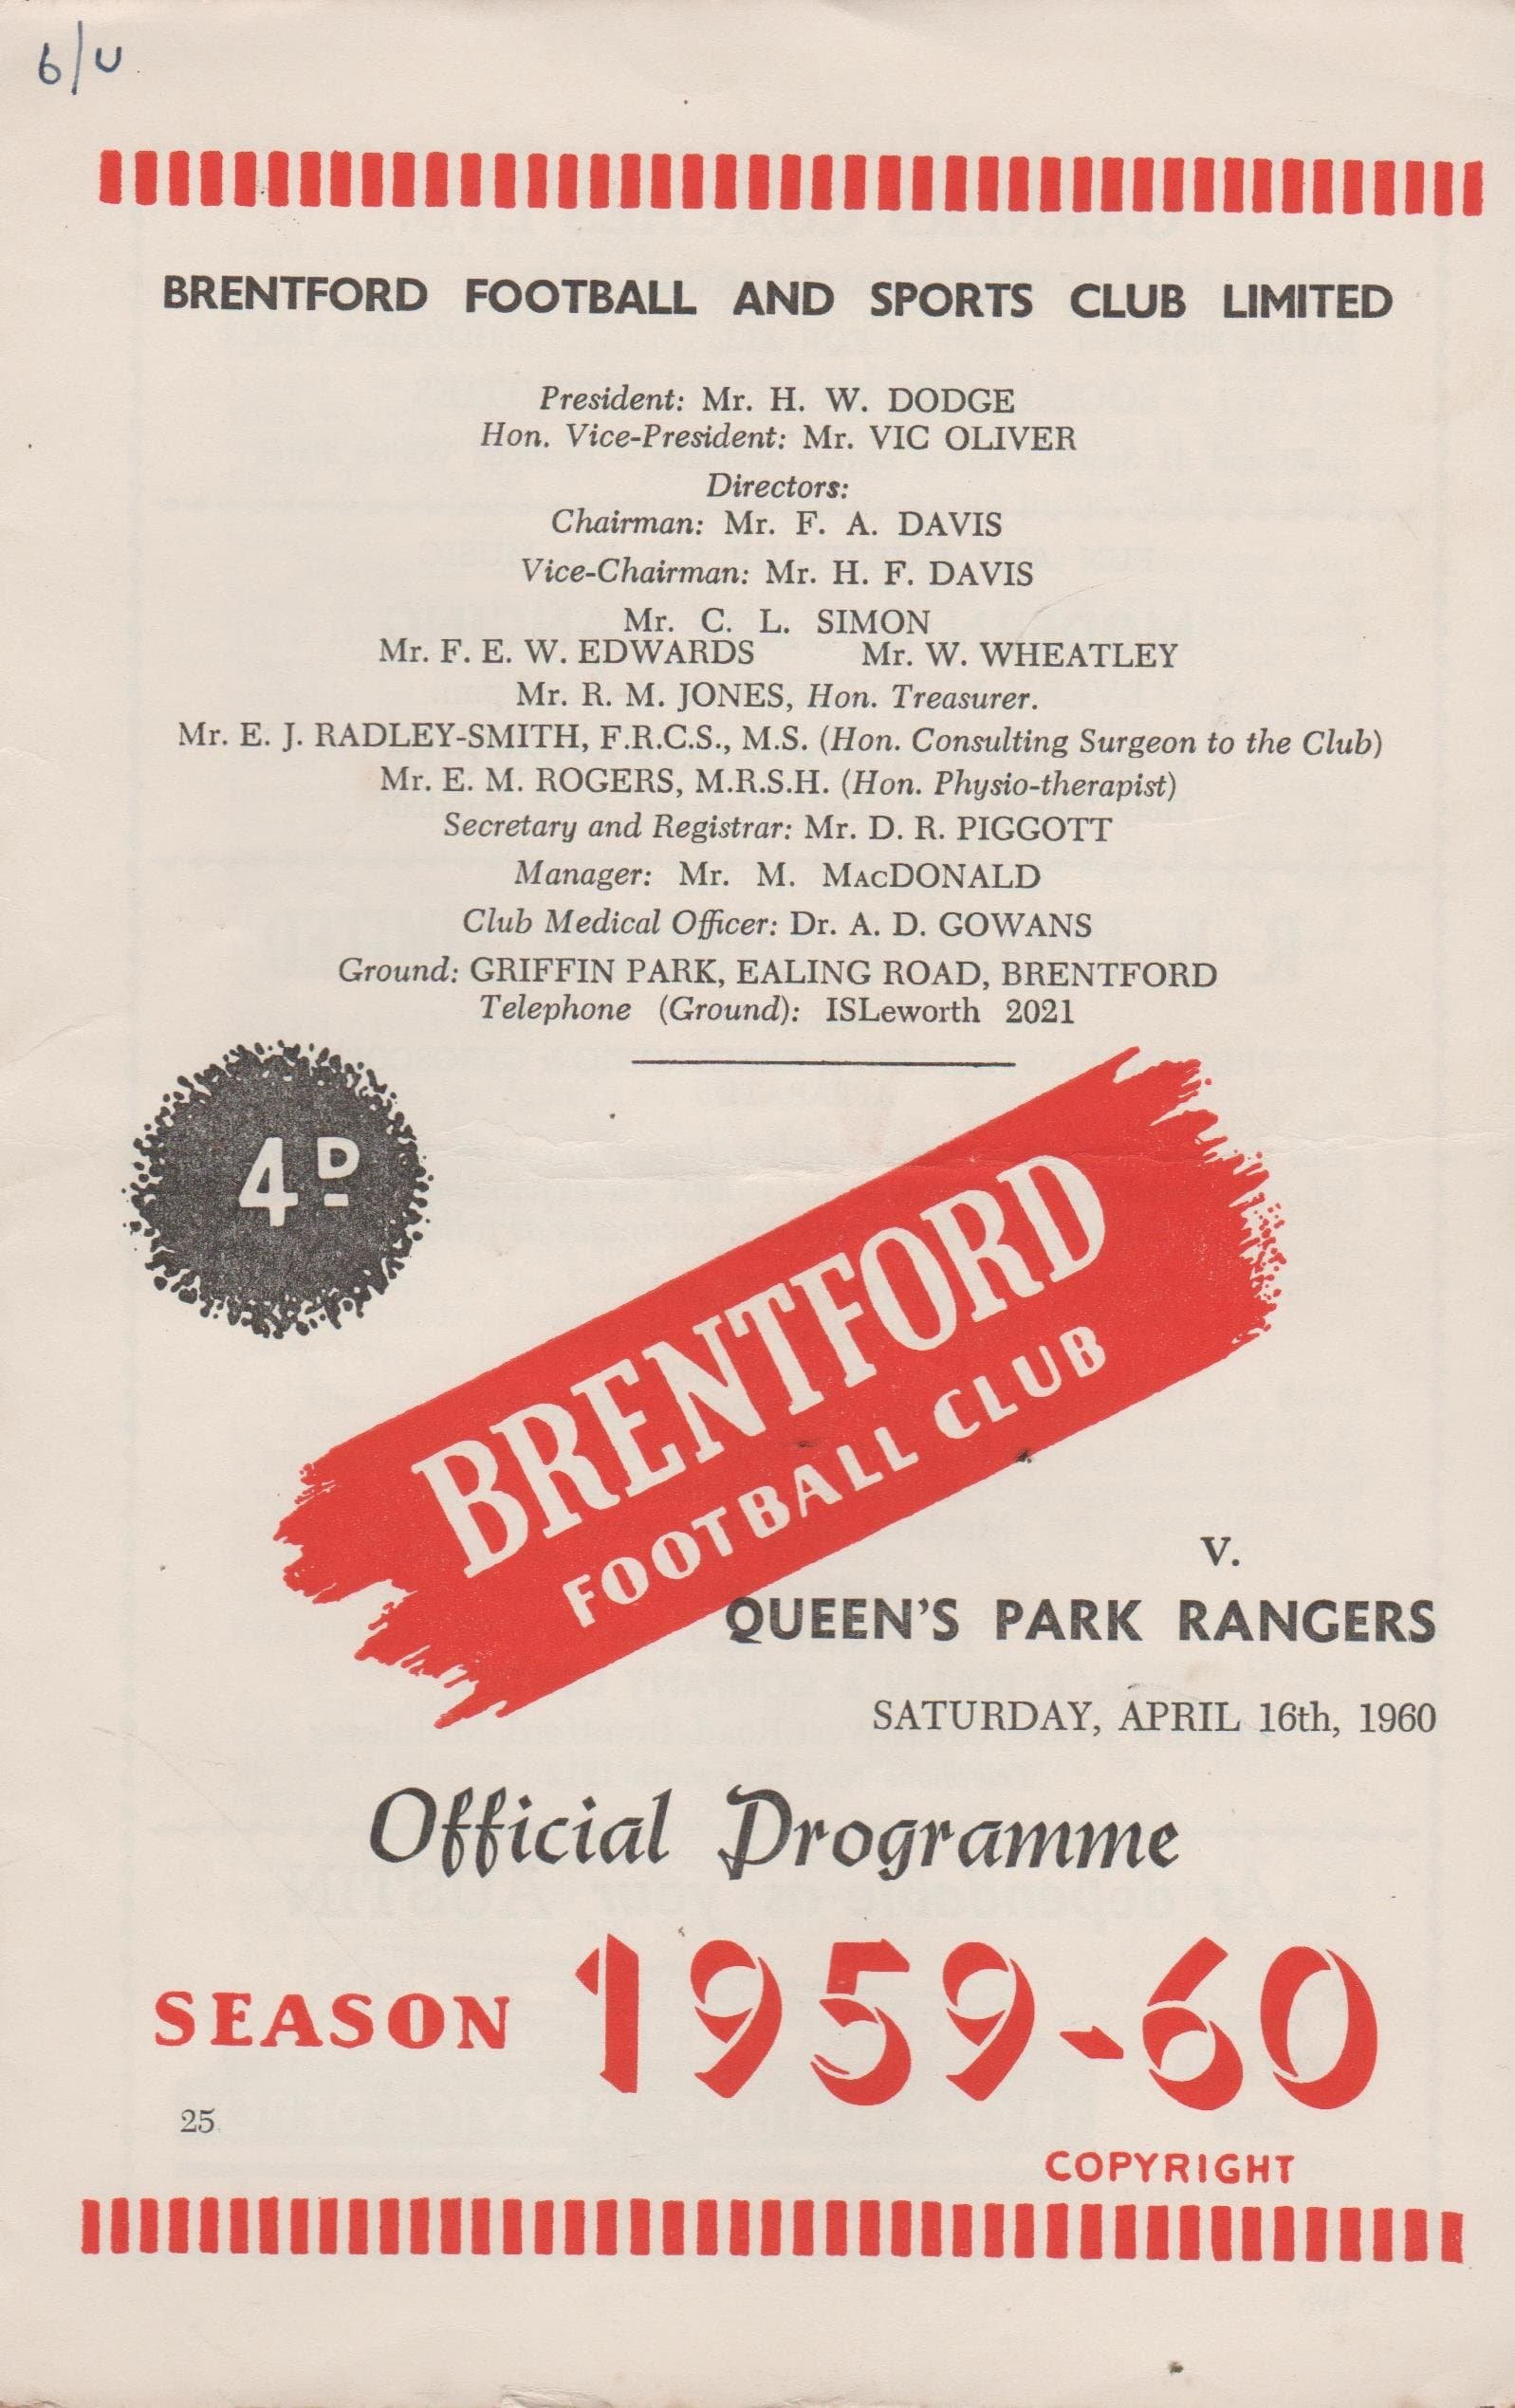 6/U
BRENTFORD FOOTBALL AND SPORTS CLUB LIMITED
President: Mr. H. W. DODGE
Hon. Vice-President: Mr. VIC OLIVER
Directors:
Chairman: Mr. F. A. DAVIS
Vice-Chairman: Mr. H. F. DAVIS
Mr. C. L. SIMON
Mr. F. E. W. EDWARDS Mr. W. WHEATLEY
Mr. R. M. JONES, Hon. Treasurer.
Mr. E. J. RADLEY-SMITH, F.R.C.S., M.S. (Hon. Consulting Surgeon to the Club)
Mr. E. M. ROGERS, M.R.S.H. (Hon. Physio-therapist)
Secretary and Registrar: Mr. D. R. PIGGOTT
Manager: Mr. M. MACDONALD
Club Medical Officer: Dr. A. D. GOWANS
Ground: GRIFFIN PARK, EALING ROAD, BRENTFORD
Telephone (Ground): ISLeworth 2021
4D
BRENTFORD
FOOTBALL CLUB
V.
QUEEN'S PARK RANGERS
SATURDAY, APRIL 16th, 1960
Official Programme
SEASON 1959-60
25
COPYRIGHT